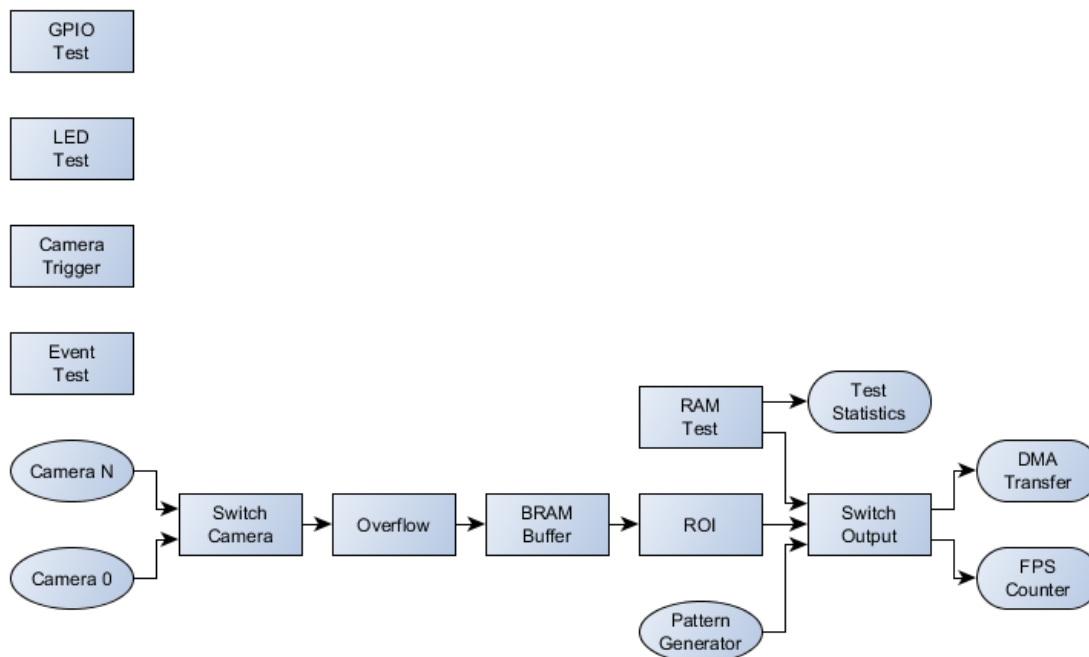 GPIO
Test
LED
Test
Camera
Trigger
Event
Test
RAM
Test
Test
Statistics
Camera N
DMA
Transfer
Switch
Camera
Overflow
BRAM
Buffer
ROI
Switch
Output
Camera 0
FPS
Counter
Pattern
Generator